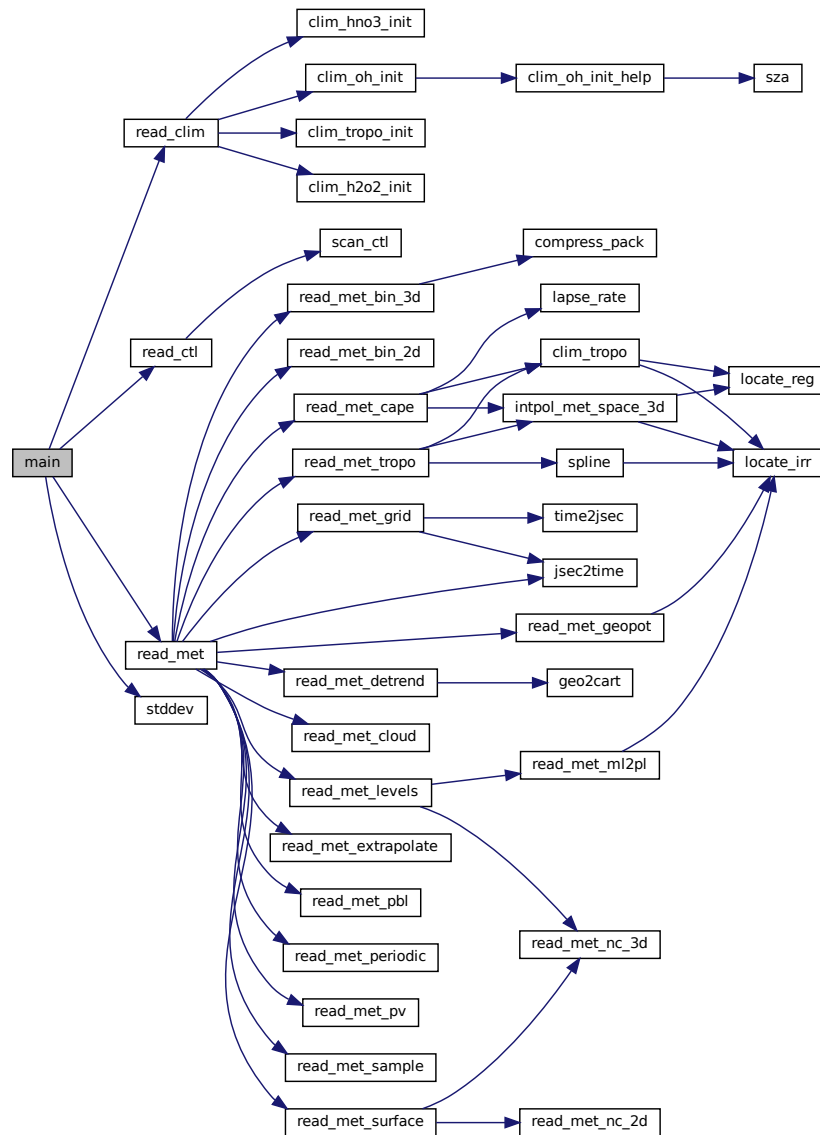 clim_hno3_init
clim_oh_init
clim_oh_init_help
sza
read_clim
clim_tropo_init
clim_h2o2_init
scan_ctl
compress_pack
read_met_bin_3d
lapse_rate
read_ctl
read_met_bin_2d
clim_tropo
locate_reg
read_met_cape
intpol_met_space_3d
main
read_met_tropo
spline
locate_irr
read_met_grid
time2jsec
jsec2time
read_met
read_met_geopot
read_met_detrend
geo2cart
stddev
read_met_cloud
read_met_ml2pl
read_met_levels
read_met_extrapolate
read_met_pbl
read_met_nc_3d
read_met_periodic
read_met_pv
read_met_sample
read_met_surface
read_met_nc_2d